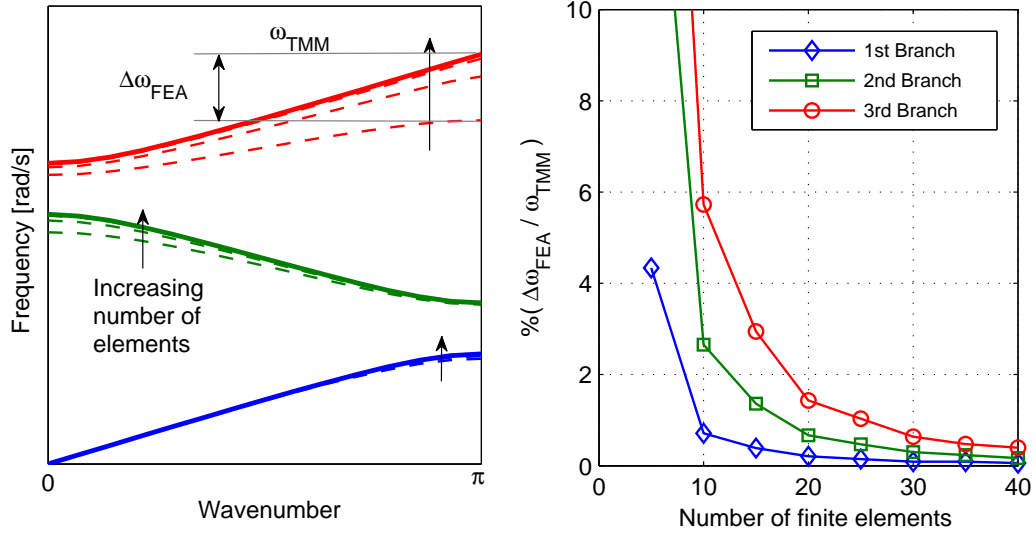 ω_TMM
Δω_FEA
Increasing
number of
elements
Frequency [rad/s]
0
π
Wavenumber
10
8
6
4
2
0
%( Δω_FEA / ω_TMM )
1st Branch
2nd Branch
3rd Branch
0
10
20
30
40
Number of finite elements